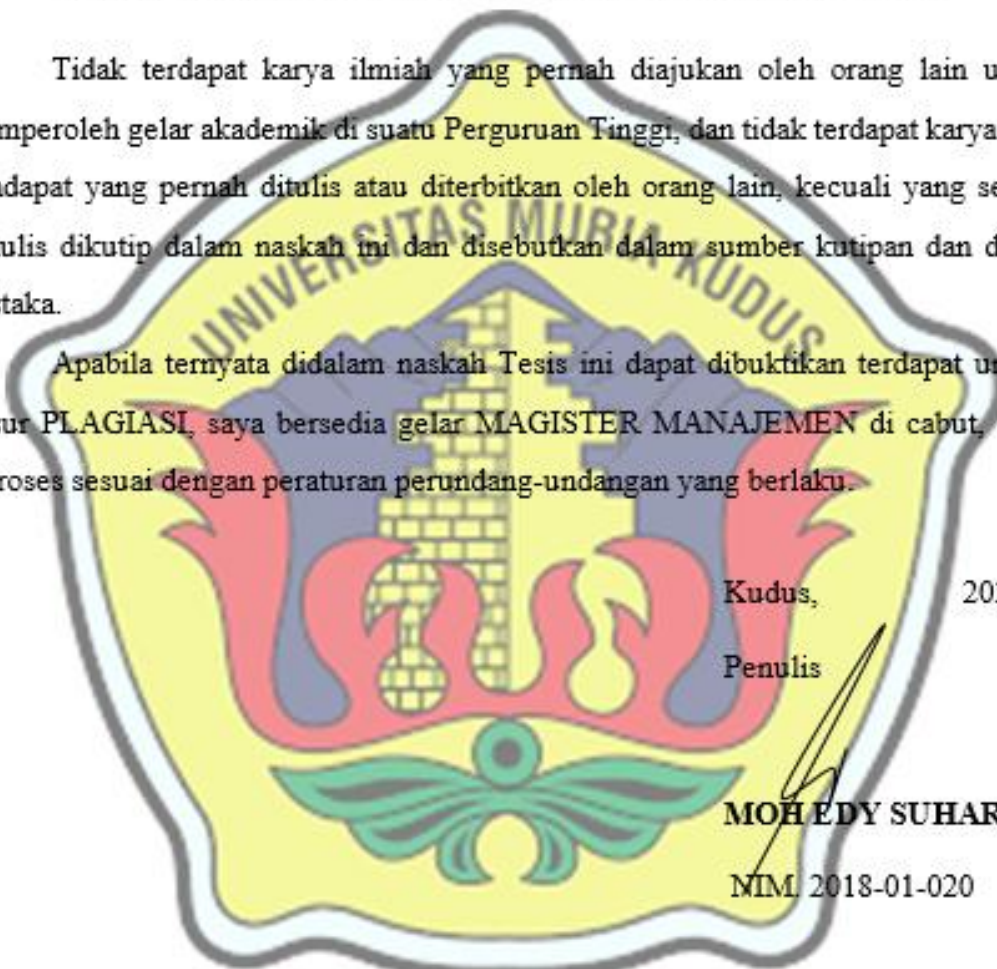 Tidak terdapat karya ilmiah yang pernah diajukan oleh orang lain u
mperoleh gelar akademik di suatu Perguruan Tinggi, dan tidak terdapat karya
dapat yang pernah ditulis atau diterbitkan oleh orang lain, kecuali yang se
ulis dikutip dalam naskah ini dan disebutkan dalam sumber kutipan dan d
staka.
UNIVERSITAS MURIA KUDUS
Apabila ternyata didalam naskah Tesis ini dapat dibuktikan terdapat un
sur PLAGIASI, saya bersedia gelar MAGISTER MANAJEMEN di cabut,
roses sesuai dengan peraturan perundang-undangan yang berlaku.
Kudus, 202
Penulis
MOH EDY SUHAR
NIM. 2018-01-020